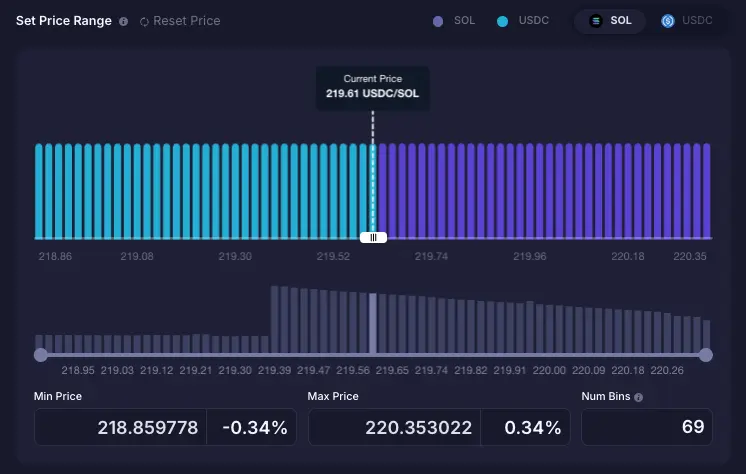 Set Price Range Reset Price SOL USDC SOL USDC
Current Price
219.61 USDC/SOL
218.86 219.08 219.30 219.52 219.74 219.96 220.18 220.35
218.95 219.03 219.12 219.21 219.30 219.39 219.47 219.56 219.65 219.74 219.82 219.91 220.00 220.09 220.18 220.26
Min Price Max Price Num Bins
218.859778 -0.34% 220.353022 0.34% 69